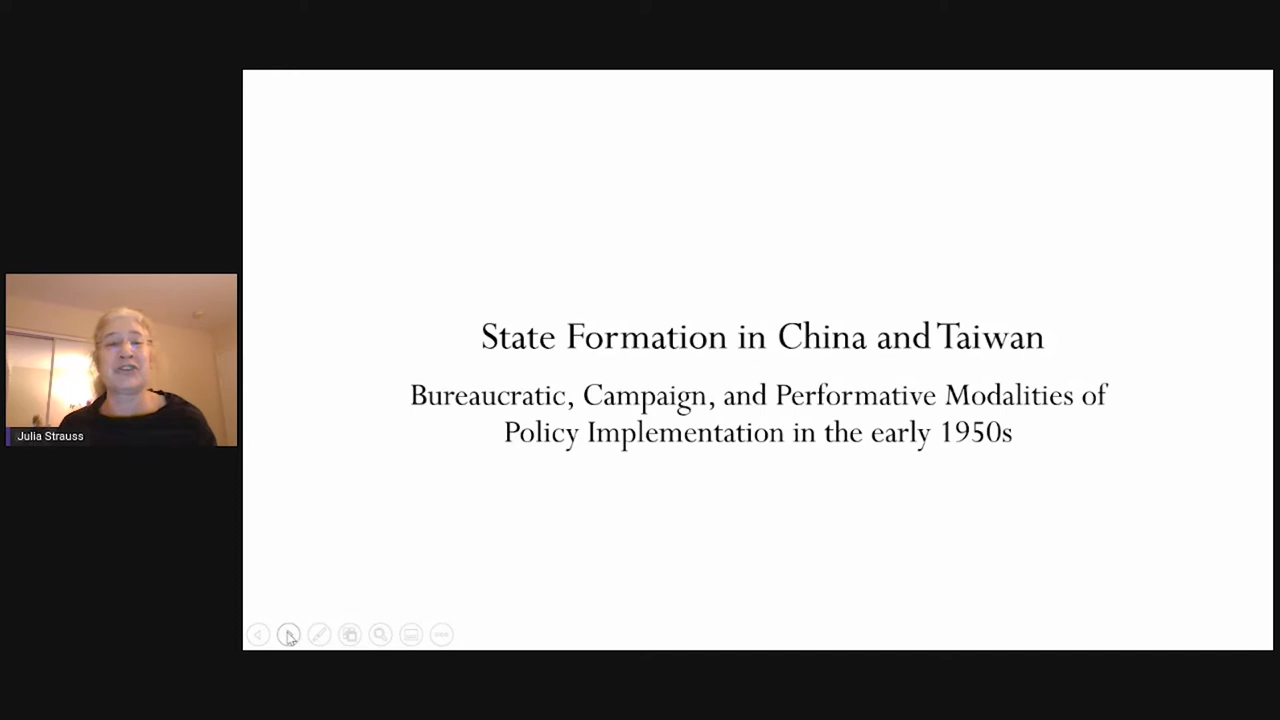 State Formation in China and Taiwan
Bureaucratic, Campaign, and Performative Modalities of
Policy Implementation in the early 1950s
Julia Strauss